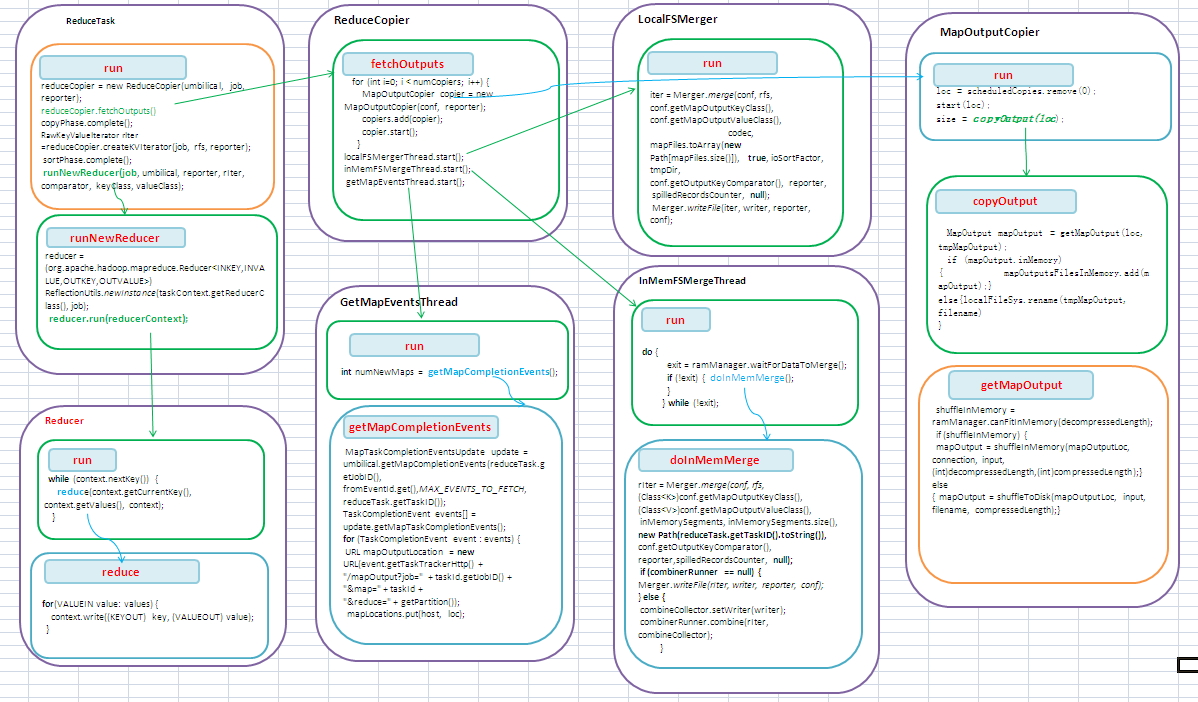 ReduceTask
run
reduceCopier = new ReduceCopier(umbilical, job,
reporter);
reduceCopier.fetchOutputs()
copyPhase.complete();
RawKeyValueIterator rIter
=reduceCopier.createKVIterator(job, rfs, reporter);
sortPhase.complete();
runNewReducer(job, umbilical, reporter, rIter,
comparator, keyClass, valueClass);
runNewReducer
reducer =
(org.apache.hadoop.mapreduce.Reducer<INKEY,INVA
LUE,OUTKEY,OUTVALUE>)
ReflectionUtils.newInstance(taskContext.getReducerC
lass(), job);
reducer.run(reducerContext);
Reducer
run
while (context.nextKey()) {
reduce(context.getCurrentKey(),
context.getValues(), context);
}
reduce
for(VALUEIN value: values) {
context.write((KEYOUT) key, (VALUEOUT) value);
}
ReduceCopier
fetchOutputs
for (int i=0; i < numCopiers; i++) {
MapOutputCopier copier = new
MapOutputCopier(conf, reporter);
copiers.add(copier);
copier.start();
}
localFSMergerThread.start();
inMemFSMergeThread.start();
getMapEventsThread.start();
GetMapEventsThread
run
int numNewMaps = getMapCompletionEvents();
getMapCompletionEvents
MapTaskCompletionEventsUpdate update =
umbilical.getMapCompletionEvents(reduceTask.g
etJobID(),
fromEventId.get(),MAX_EVENTS_TO_FETCH,
reduceTask.getTaskID());
TaskCompletionEvent events[] =
update.getMapTaskCompletionEvents();
for (TaskCompletionEvent event : events) {
URL mapOutputLocation = new
URL(event.getTaskTrackerHttp() +
"/mapOutput?job=" + taskId.getJobID() +
"&map=" + taskId +
"&reduce=" + getPartition());
mapLocations.put(host, loc);
LocalFSMerger
run
iter = Merger.merge(conf, rfs,
conf.getMapOutputKeyClass(),
conf.getMapOutputValueClass(),
codec,
mapFiles.toArray(new
Path[mapFiles.size()]), true, ioSortFactor,
tmpDir,
conf.getOutputKeyComparator(), reporter,
spilledRecordsCounter, null);
Merger.writeFile(iter, writer, reporter,
conf);
InMemFSMergeThread
run
do {
exit = ramManager.waitForDataToMerge();
if (!exit) { doInMemMerge();
}
} while (!exit);
doInMemMerge
rIter = Merger.merge(conf, rfs,
(Class<K>)conf.getMapOutputKeyClass(),
(Class<V>)conf.getMapOutputValueClass(),
inMemorySegments, inMemorySegments.size(),
new Path(reduceTask.getTaskID().toString()),
conf.getOutputKeyComparator(),
reporter,spilledRecordsCounter, null);
if (combinerRunner == null) {
Merger.writeFile(rIter, writer, reporter, conf);
} else {
combineCollector.setWriter(writer);
combinerRunner.combine(rIter,
combineCollector);
}
MapOutputCopier
run
loc = scheduledCopies.remove(0);
start(loc);
size = copyOutput(loc);
copyOutput
MapOutput mapOutput = getMapOutput(loc,
tmpMapOutput);
if (mapOutput.inMemory)
{ mapOutputsFilesInMemory.add(m
apOutput);}
else{localFileSys.rename(tmpMapOutput,
filename)
}
getMapOutput
shuffleInMemory =
ramManager.canFitInMemory(decompressedLength);
if (shuffleInMemory) {
mapOutput = shuffleInMemory(mapOutputLoc,
connection, input,
(int)decompressedLength,(int)compressedLength);}
else
{ mapOutput = shuffleToDisk(mapOutputLoc, input,
filename, compressedLength);}